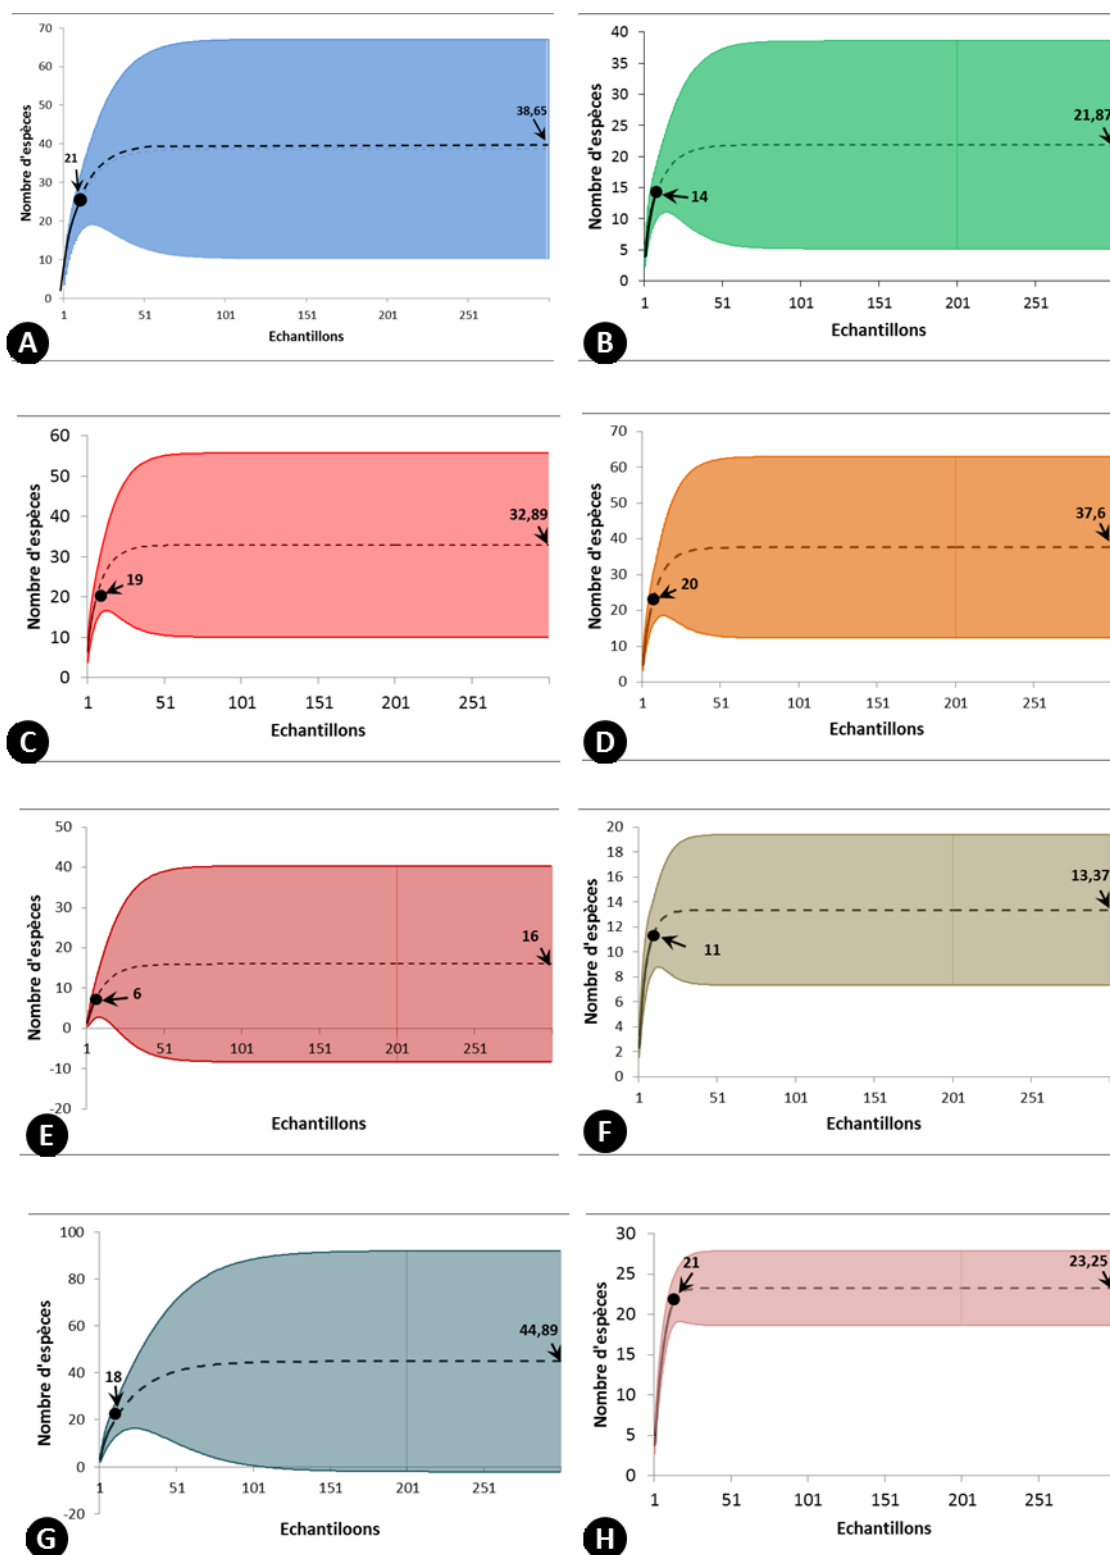 70
60
50
40
30
20
10
0
Nombre d'espèces
21
38,65
1 51 101 151 201 251
Echantillons
A
40
35
30
25
20
15
10
5
0
Nombre d'espèces
14
21,87
1 51 101 151 201 251
Echantillons
B
60
50
40
30
20
10
0
Nombre d'espèces
19
32,89
1 51 101 151 201 251
Echantillons
C
70
60
50
40
30
20
10
0
Nombre d'espèces
20
37,6
1 51 101 151 201 251
Echantillons
D
50
40
30
20
10
0
-10
-20
Nombre d'espèces
6
16
1 51 101 151 201 251
Echantillons
E
20
18
16
14
12
10
8
6
4
2
0
Nombre d'espèces
11
13,37
1 51 101 151 201 251
Echantillons
F
100
80
60
40
20
0
-20
Nombre d'espèces
18
44,89
1 51 101 151 201 251
Echantiloons
G
30
25
20
15
10
5
0
Nombre d'espèces
21
23,25
1 51 101 151 201 251
Echantillons
H